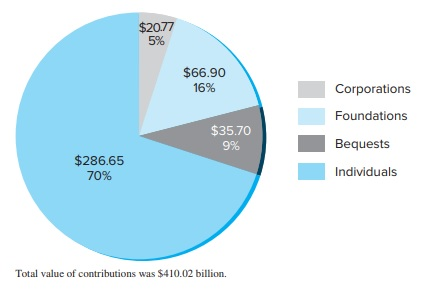 $20.77
5%
$66.90
16%
$35.70
9%
$286.65
70%
Corporations
Foundations
Bequests
Individuals
Total value of contributions was $410.02 billion.